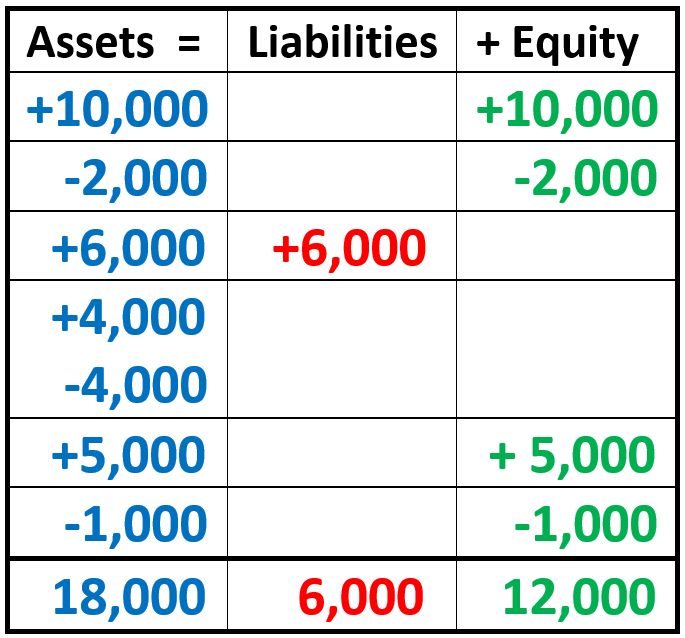 Assets = Liabilities + Equity
+10,000 +10,000
-2,000 -2,000
+6,000 +6,000
+4,000
-4,000
+5,000 + 5,000
-1,000 -1,000
18,000 6,000 12,000